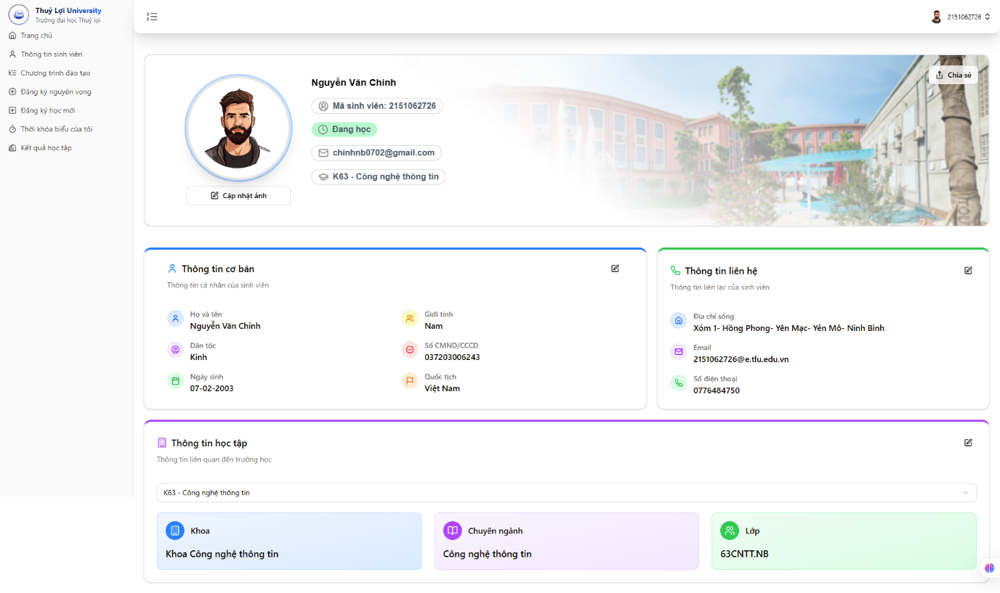 Thuỷ Lợi University
Trường đại học Thuỷ lợi
Trang chủ
Thông tin sinh viên
Chương trình đào tạo
Đăng ký nguyện vọng
Đăng ký học mới
Thời khóa biểu của tôi
Kết quả học tập
2151062726
Chia sẻ
Nguyễn Văn Chinh
Mã sinh viên: 2151062726
Đang học
chinhnb0702@gmail.com
K63 - Công nghệ thông tin
Cập nhật ảnh
Thông tin cơ bản
Thông tin cá nhân của sinh viên
Họ và tên
Nguyễn Văn Chinh
Giới tính
Nam
Dân tộc
Kinh
Số CMND/CCCD
037203006243
Ngày sinh
07-02-2003
Quốc tịch
Việt Nam
Thông tin liên hệ
Thông tin liên lạc của sinh viên
Địa chỉ sống
Xóm 1- Hồng Phong- Yên Mạc- Yên Mô- Ninh Bình
Email
2151062726@e.tlu.edu.vn
Số điện thoại
0776484750
Thông tin học tập
Thông tin liên quan đến trường học
K63 - Công nghệ thông tin
Khoa
Khoa Công nghệ thông tin
Chuyên ngành
Công nghệ thông tin
Lớp
63CNTT.NB